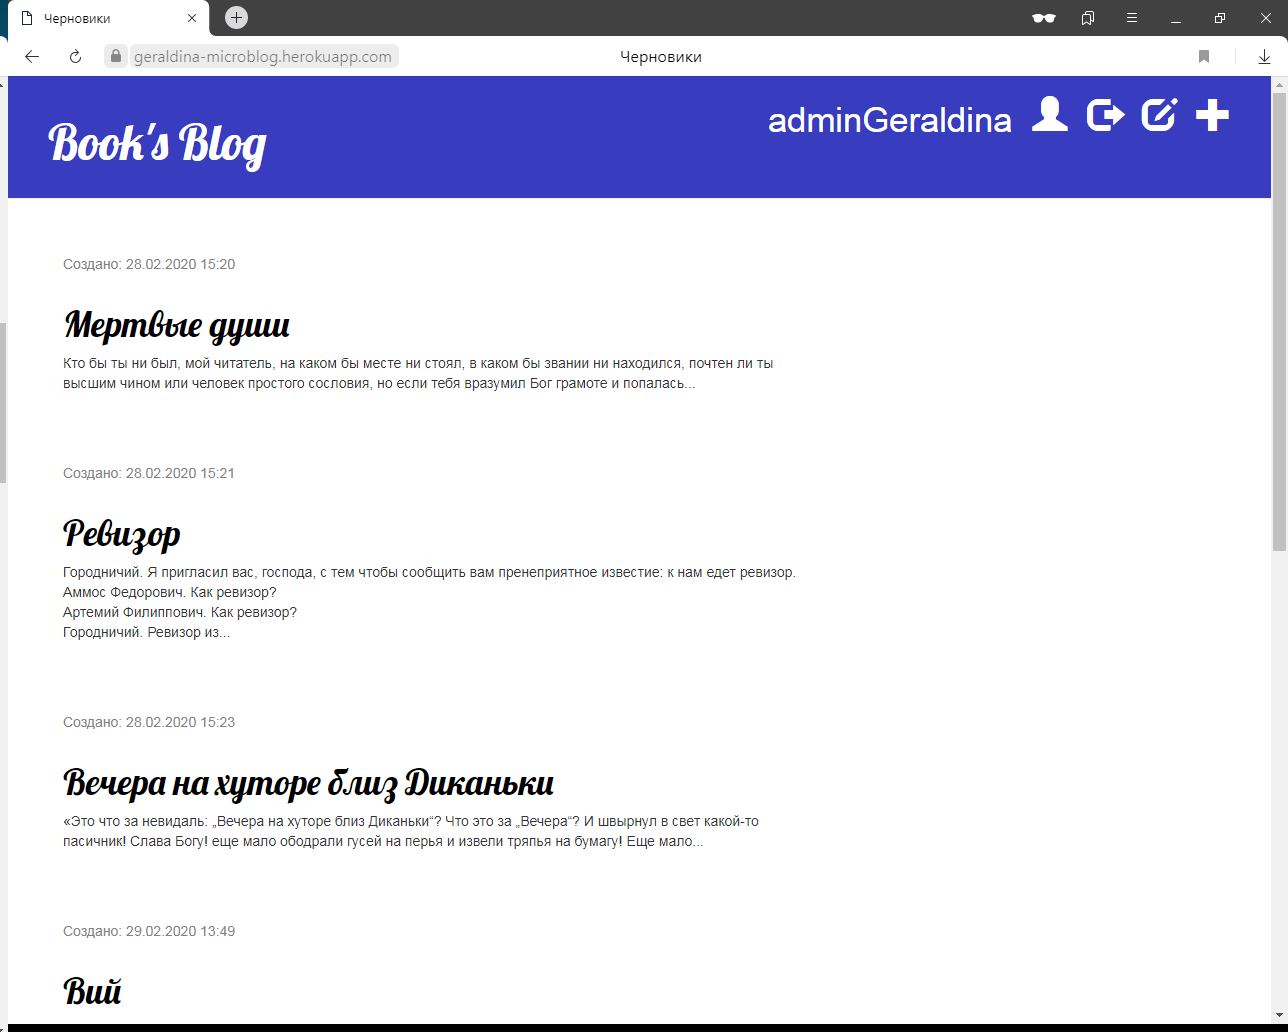 Черновики
geraldina-microblog.herokuapp.com
Черновики
Book's Blog
adminGeraldina
Создано: 28.02.2020 15:20
Мертвые души
Кто бы ты ни был, мой читатель, на каком бы месте ни стоял, в каком бы звании ни находился, почтен ли ты
высшим чином или человек простого сословия, но если тебя вразумил Бог грамоте и попалась...
Создано: 28.02.2020 15:21
Ревизор
Городничий. Я пригласил вас, господа, с тем чтобы сообщить вам пренеприятное известие: к нам едет ревизор.
Аммос Федорович. Как ревизор?
Артемий Филиппович. Как ревизор?
Городничий. Ревизор из...
Создано: 28.02.2020 15:23
Вечера на хуторе близ Диканьки
«Это что за невидаль: „Вечера на хуторе близ Диканьки“? Что это за „Вечера“? И швырнул в свет какой-то
пасичник! Слава Богу! еще мало ободрали гусей на перья и извели тряпья на бумагу! Еще мало...
Создано: 29.02.2020 13:49
Вий